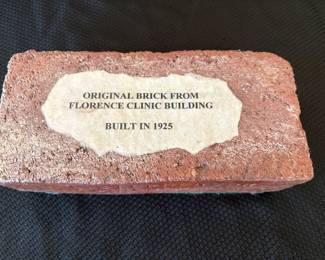 ORIGINAL BRICK FROM
FLORENCE CLINIC BUILDING
BUILT IN 1925